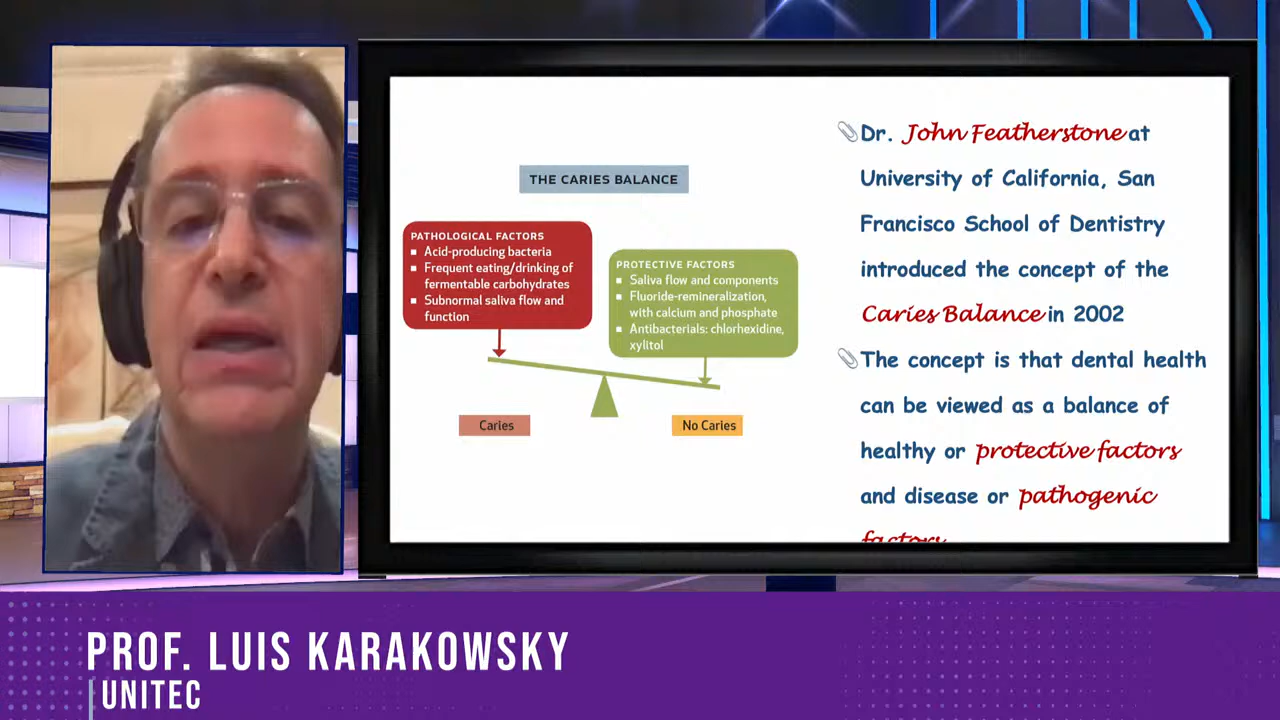 THE CARIES BALANCE
PATHOLOGICAL FACTORS
▪ Acid-producing bacteria
▪ Frequent eating/drinking of
fermentable carbohydrates
▪ Subnormal saliva flow and
function
PROTECTIVE FACTORS
▪ Saliva flow and components
▪ Fluoride-remineralization,
with calcium and phosphate
▪ Antibacterials: chlorhexidine,
xylitol
Caries
No Caries
Dr. John Featherstone at
University of California, San
Francisco School of Dentistry
introduced the concept of the
Caries Balance in 2002
The concept is that dental health
can be viewed as a balance of
healthy or protective factors
and disease or pathogenic
factors
PROF. LUIS KARAKOWSKY
UNITEC